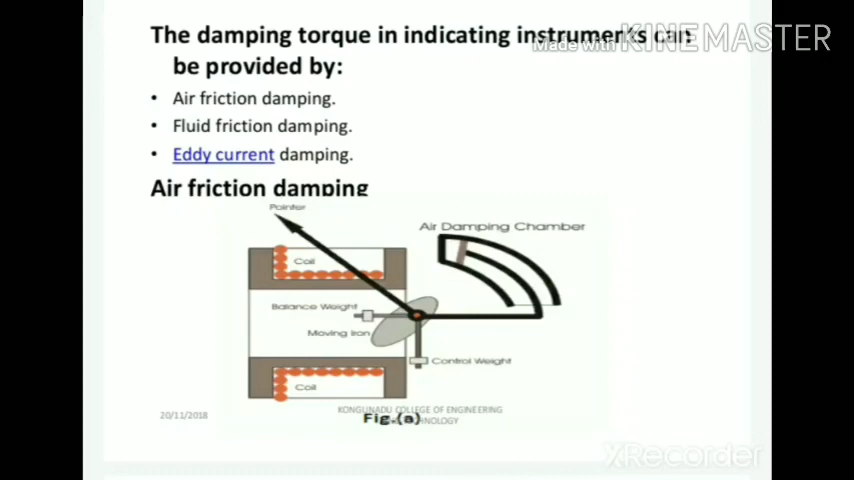 The damping torque in indicating instruments can
Made with KINEMASTER
be provided by:
• Air friction damping.
• Fluid friction damping.
• Eddy current damping.
Air friction damping
Pointer
Air Damping Chamber
Coil
Balance Weight
Moving Iron
Control Weight
Coil
20/11/2018
KONGUNADU COLLEGE OF ENGINEERING
Fig.(a)
XRecorder